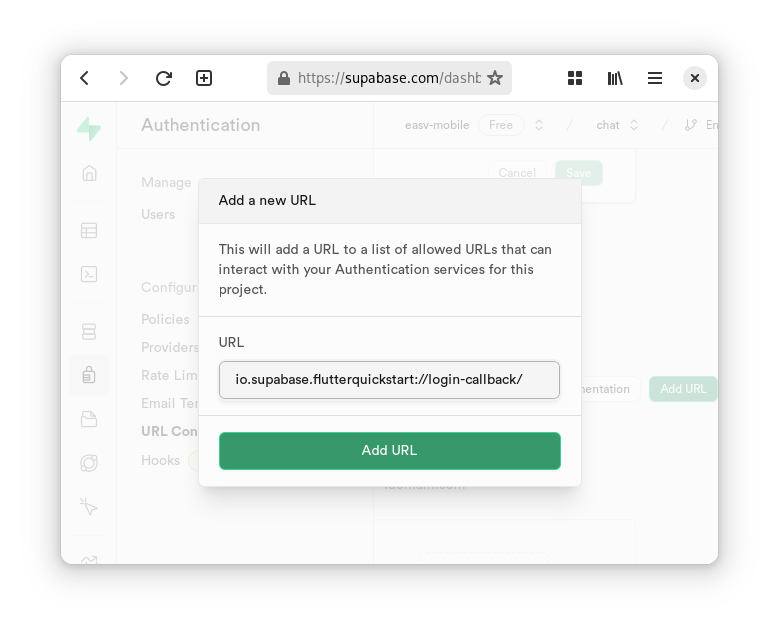 https://supabase.com/dashb
Authentication
easv-mobile Free / chat / En
Manage
Users
Cancel Save
Add a new URL
This will add a URL to a list of allowed URLs that can
interact with your Authentication services for this
project.
Configur
Policies
Providers
Rate Lim
Email Te
URL Con
Hooks
URL
io.supabase.flutterquickstart://login-callback/
mentation Add URL
Add URL